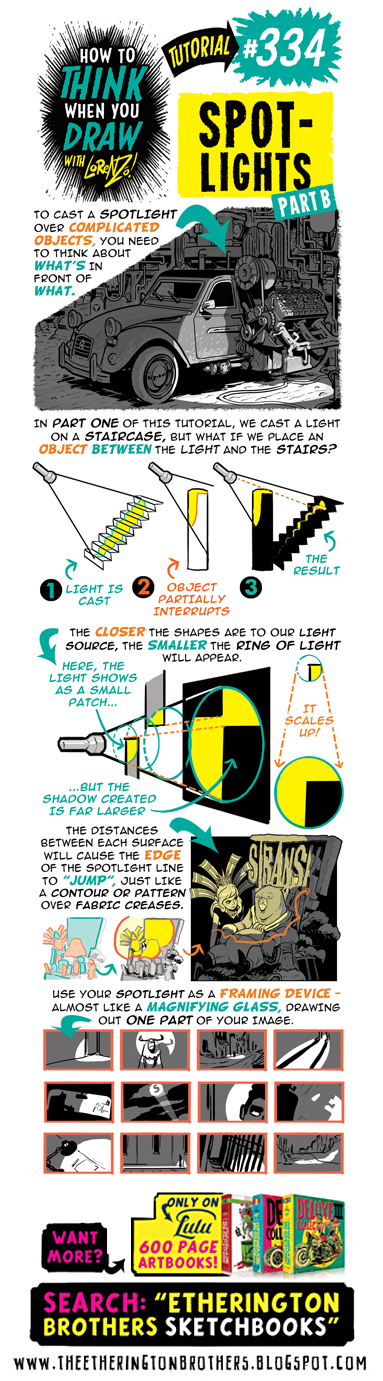 HOW TO
THINK
WHEN YOU
DRAW
WITH LORENZO!
TUTORIAL
#334
SPOT-
LIGHTS
PART B
TO CAST A SPOTLIGHT
OVER COMPLICATED
OBJECTS, YOU NEED
TO THINK ABOUT
WHAT'S IN
FRONT OF
WHAT.
IN PART ONE OF THIS TUTORIAL, WE CAST A LIGHT
ON A STAIRCASE, BUT WHAT IF WE PLACE AN
OBJECT BETWEEN THE LIGHT AND THE STAIRS?
1 LIGHT IS
CAST
2 OBJECT
PARTIALLY
INTERRUPTS
3 THE
RESULT
THE CLOSER THE SHAPES ARE TO OUR LIGHT
SOURCE, THE SMALLER THE RING OF LIGHT
WILL APPEAR.
HERE, THE
LIGHT SHOWS
AS A SMALL
PATCH...
IT
SCALES
UP!
...BUT THE
SHADOW CREATED
IS FAR LARGER
THE DISTANCES
BETWEEN EACH SURFACE
WILL CAUSE THE EDGE
OF THE SPOTLIGHT LINE
TO "JUMP", JUST LIKE
A CONTOUR OR PATTERN
OVER FABRIC CREASES.
USE YOUR SPOTLIGHT AS A FRAMING DEVICE -
ALMOST LIKE A MAGNIFYING GLASS, DRAWING
OUT ONE PART OF YOUR IMAGE.
S
WANT
MORE?
ONLY ON
Lulu
600 PAGE
ARTBOOKS!
SEARCH: "ETHERINGTON
BROTHERS SKETCHBOOKS"
WWW.THEETHERINGTONBROTHERS.BLOGSPOT.COM